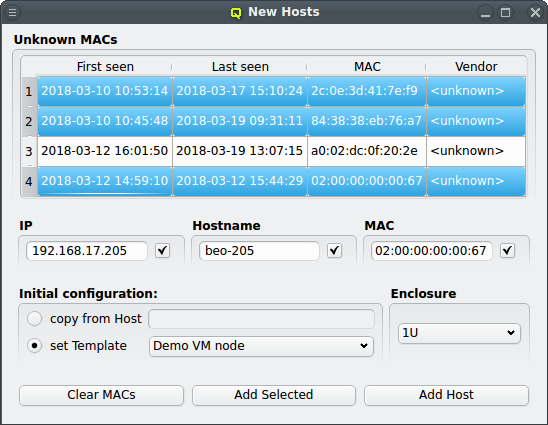 New Hosts
Unknown MACs
First seen Last seen MAC Vendor
1 2018-03-10 10:53:14 2018-03-17 15:10:24 2c:0e:3d:41:7e:f9 <unknown>
2 2018-03-10 10:45:48 2018-03-19 09:31:11 84:38:38:eb:76:a7 <unknown>
3 2018-03-12 16:01:50 2018-03-19 13:07:15 a0:02:dc:0f:20:2e <unknown>
4 2018-03-12 14:59:10 2018-03-12 15:44:29 02:00:00:00:00:67 <unknown>
IP Hostname MAC
192.168.17.205 beo-205 02:00:00:00:00:67
Initial configuration: Enclosure
copy from Host
set Template Demo VM node
1U
Clear MACs Add Selected Add Host